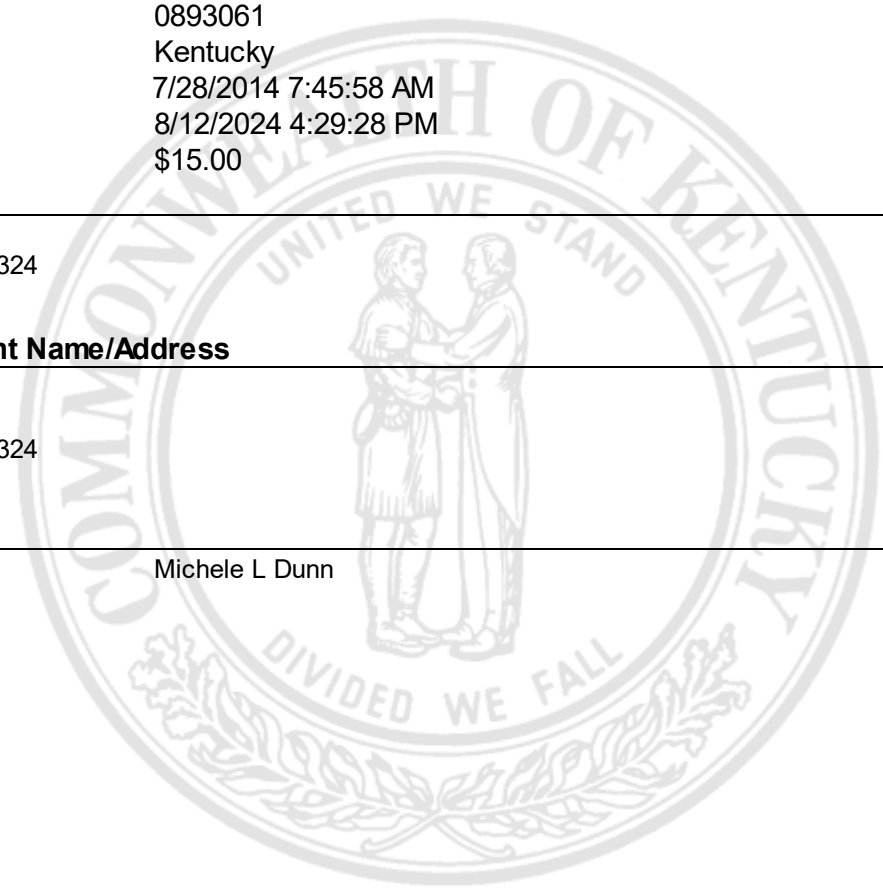 0893061
Kentucky
7/28/2014 7:45:58 AM
8/12/2024 4:29:28 PM
$15.00
324
nt Name/Address
324
Michele L Dunn
COMMONWEALTH OF KENTUCKY
UNITED WE STAND
DIVIDED WE FALL